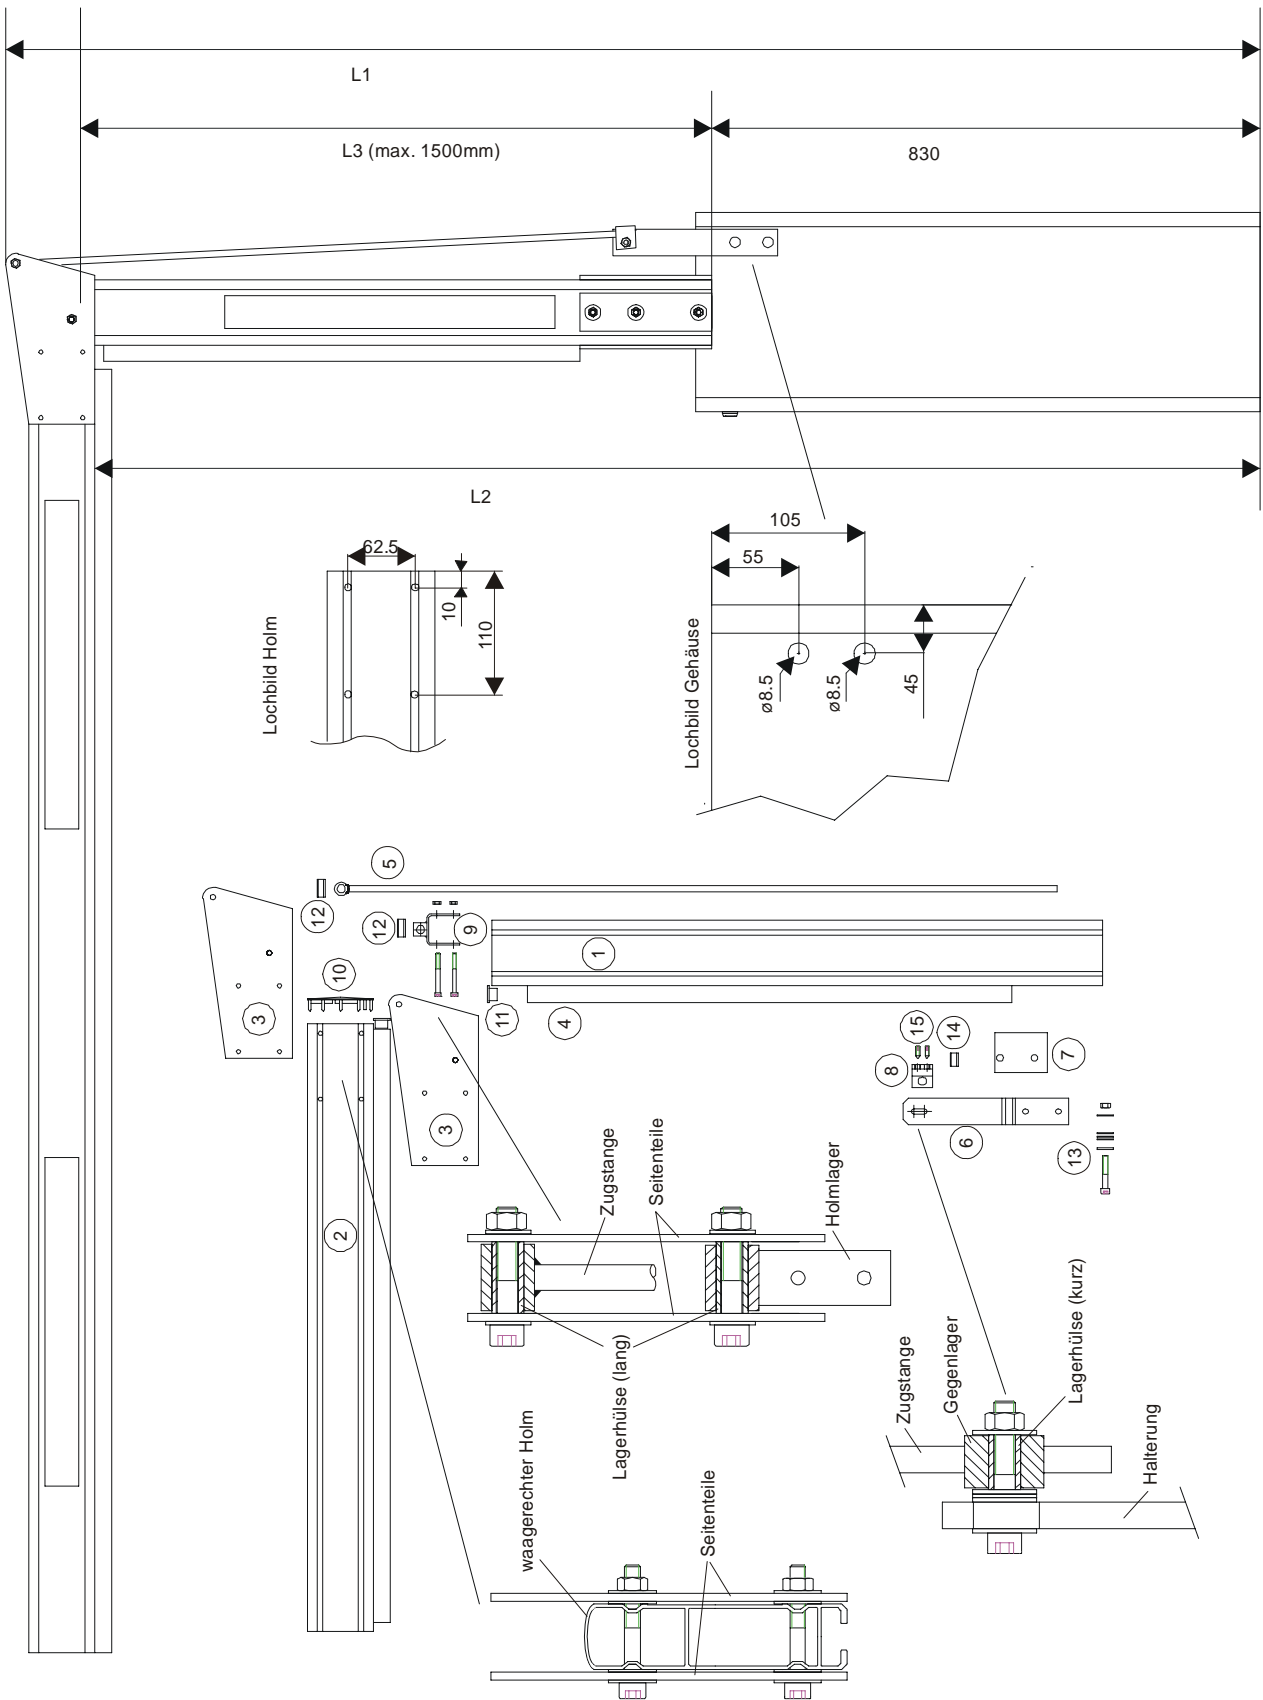 L1
L3 (max. 1500mm)
830
L2
62.5
10
110
Lochbild Holm
105
55
ø8.5
ø8.5
45
Lochbild Gehäuse
5
12
12
9
10
3
1
11
4
3
2
15
14
8
7
6
13
Zugstange
Seitenteile
Holmlager
Lagerhülse (lang)
waagerechter Holm
Seitenteile
Zugstange
Gegenlager
Lagerhülse (kurz)
Halterung